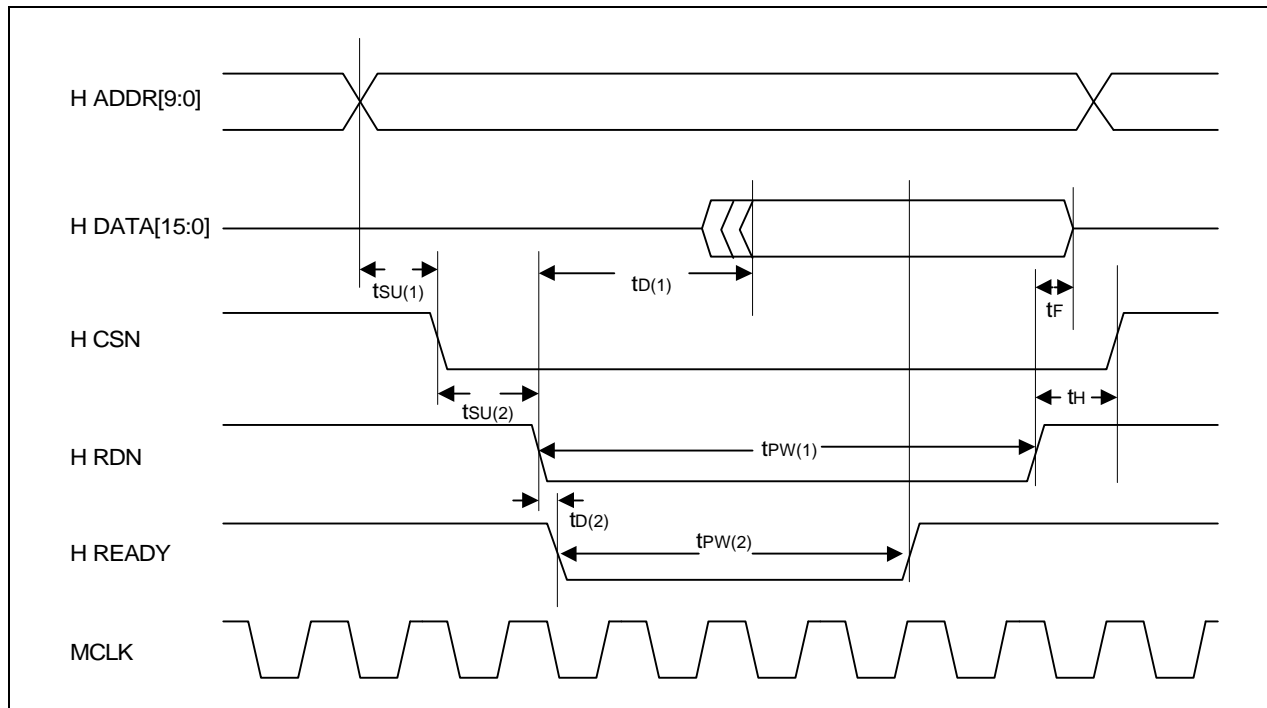 H ADDR[9:0]
H DATA[15:0]
tSU(1)
tD(1)
tF
H CSN
tSU(2)
tH
H RDN
tPW(1)
tD(2)
H READY
tPW(2)
MCLK